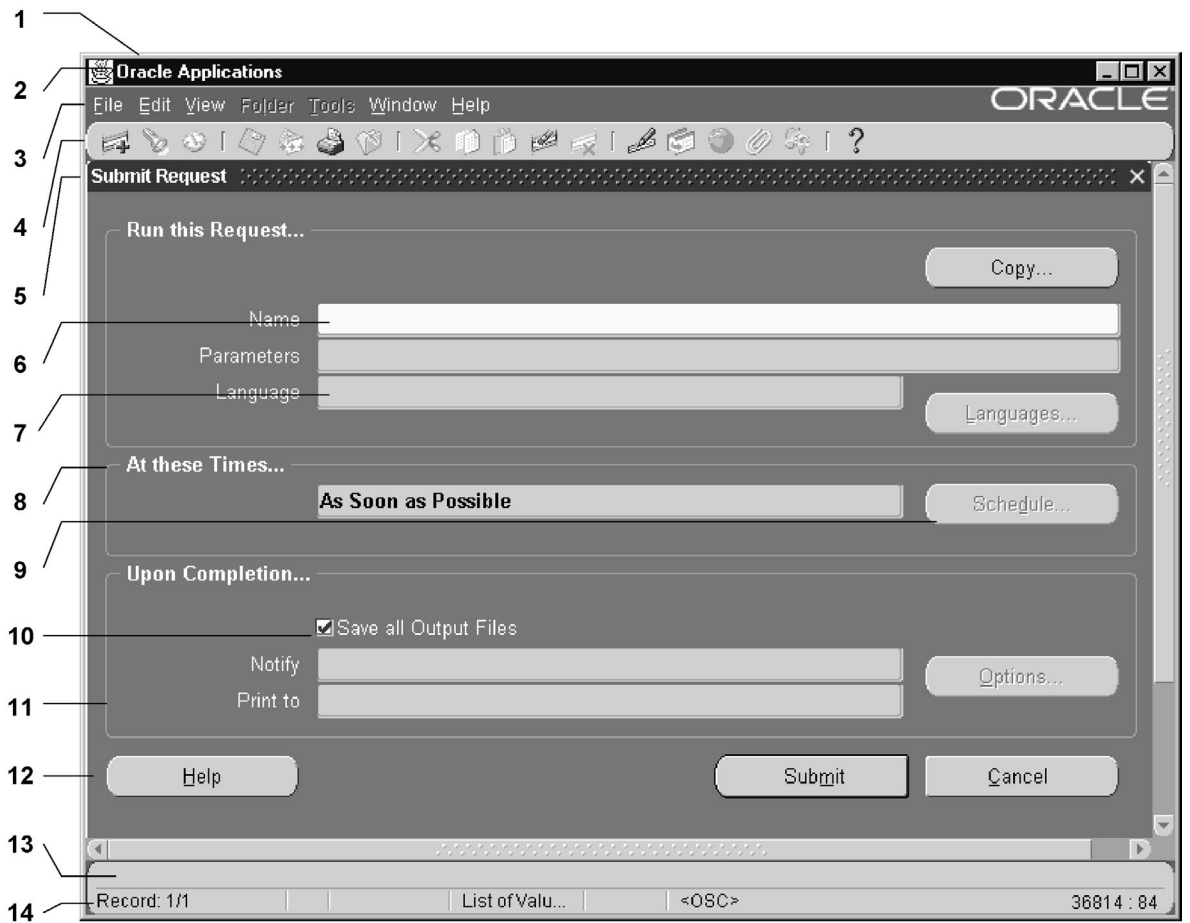 1
2
3
4
5
6
7
8
9
10
11
12
13
14
Oracle Applications
File Edit View Folder Tools Window Help
ORACLE
?
Submit Request
Run this Request...
Copy...
Name
Parameters
Language
Languages...
At these Times...
As Soon as Possible
Schedule...
Upon Completion...
Save all Output Files
Notify
Options...
Print to
Help
Submit
Cancel
Record: 1/1
List of Valu...
<OSC>
36814 : 84